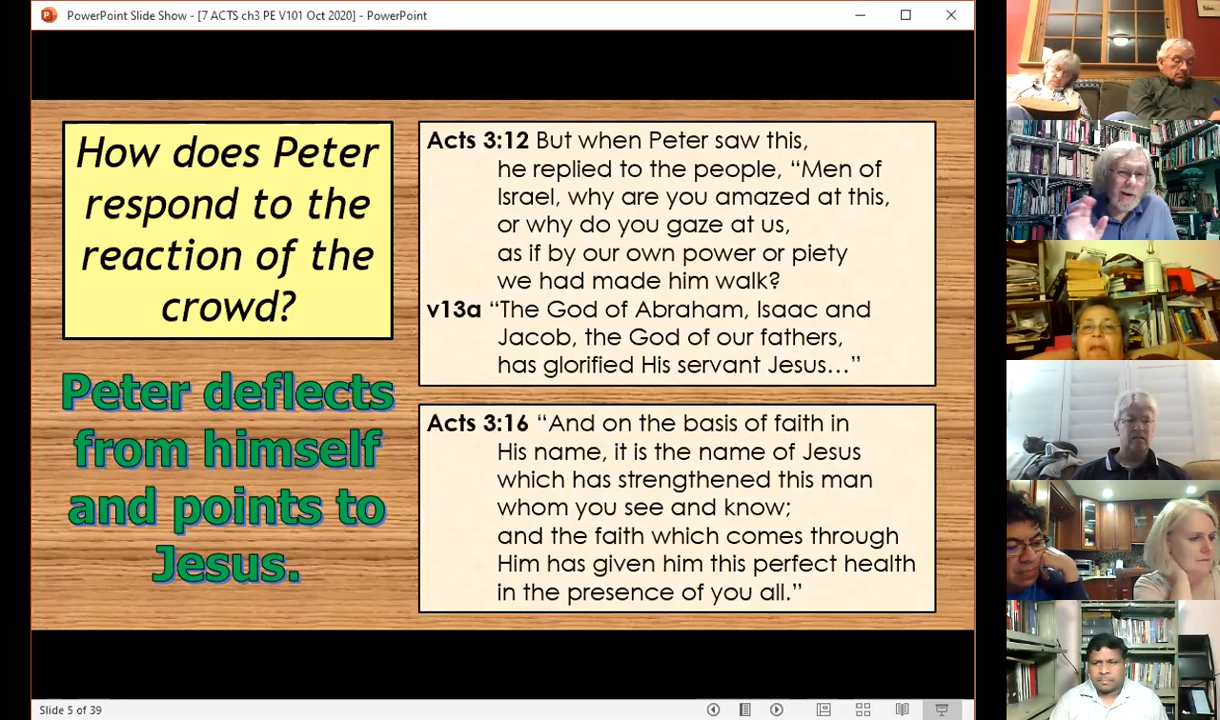 PowerPoint Slide Show - [7 ACTS ch3 PE V101 Oct 2020] - PowerPoint
How does Peter
respond to the
reaction of the
crowd?
Peter deflects
from himself
and points to
Jesus.
Acts 3:12 But when Peter saw this,
he replied to the people, “Men of
Israel, why are you amazed at this,
or why do you gaze at us,
as if by our own power or piety
we had made him walk?
v13a “The God of Abraham, Isaac and
Jacob, the God of our fathers,
has glorified His servant Jesus…”
Acts 3:16 “And on the basis of faith in
His name, it is the name of Jesus
which has strengthened this man
whom you see and know;
and the faith which comes through
Him has given him this perfect health
in the presence of you all.”
Slide 5 of 39